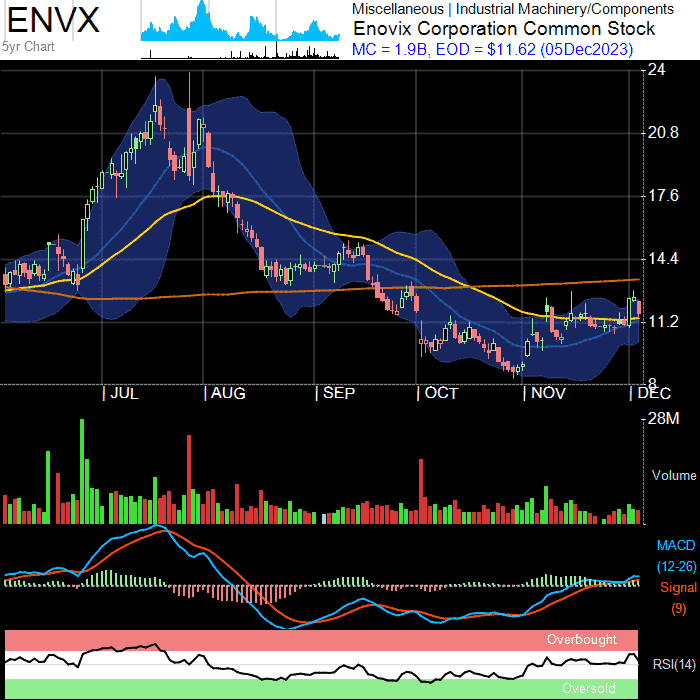 ENVX
5yr Chart
Miscellaneous | Industrial Machinery/Components
Enovix Corporation Common Stock
MC = 1.9B, EOD = $11.62 (05Dec2023)
24
20.8
17.6
14.4
11.2
8
JUL AUG SEP OCT NOV DEC
28M
Volume
MACD
(12-26)
Signal
(9)
Overbought
RSI(14)
Oversold